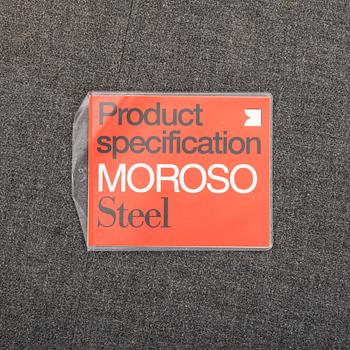 Product
specification
MOROSO
Steel